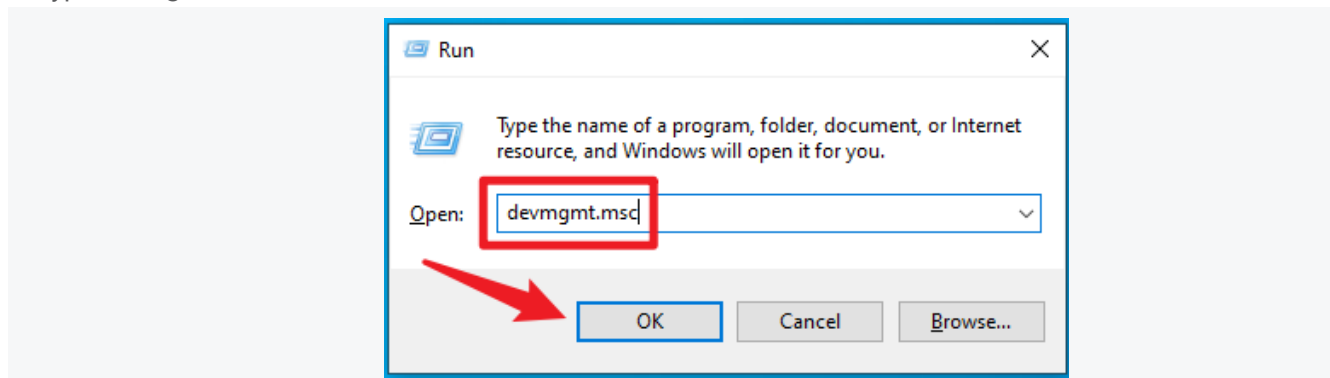 Run
Type the name of a program, folder, document, or Internet
resource, and Windows will open it for you.
Open: devmgmt.msc
OK Cancel Browse...